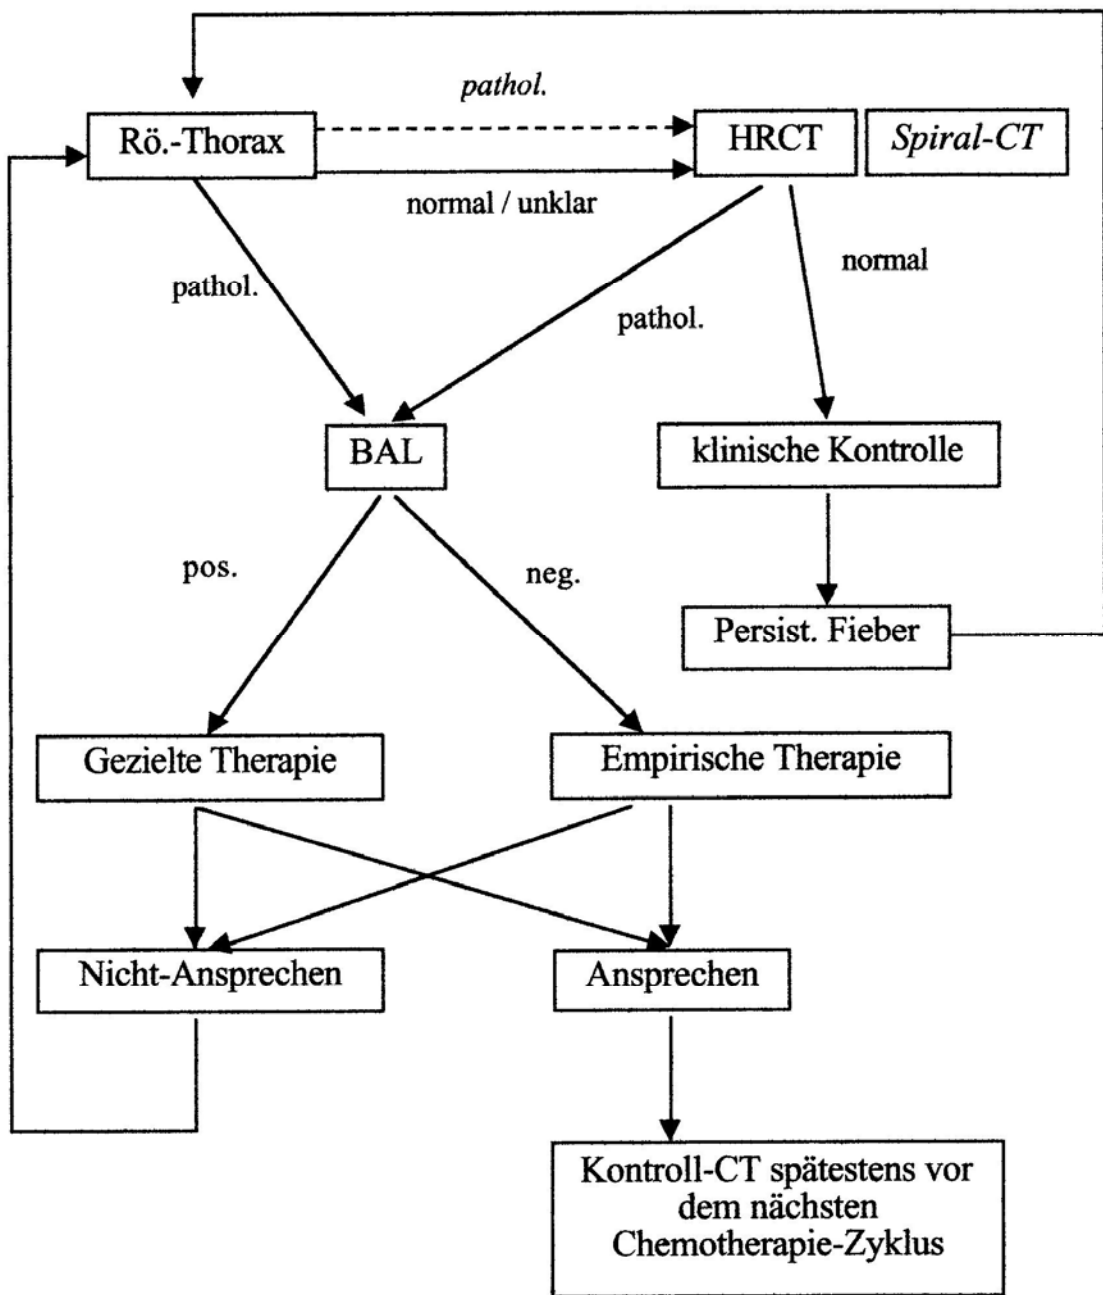 pathol.
Rö.-Thorax
HRCT
Spiral-CT
normal / unklar
normal
pathol.
pathol.
BAL
klinische Kontrolle
pos.
neg.
Persist. Fieber
Gezielte Therapie
Empirische Therapie
Nicht-Ansprechen
Ansprechen
Kontroll-CT spätestens vor
dem nächsten
Chemotherapie-Zyklus